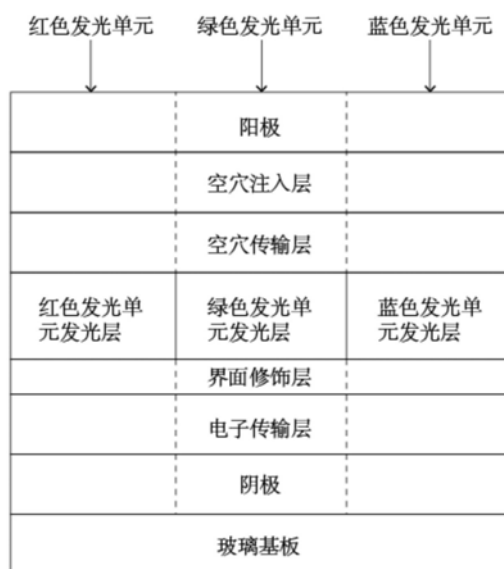 红色发光单元 绿色发光单元 蓝色发光单元
阳极
空穴注入层
空穴传输层
红色发光单
元发光层
绿色发光单
元发光层
蓝色发光单
元发光层
界面修饰层
电子传输层
阴极
玻璃基板